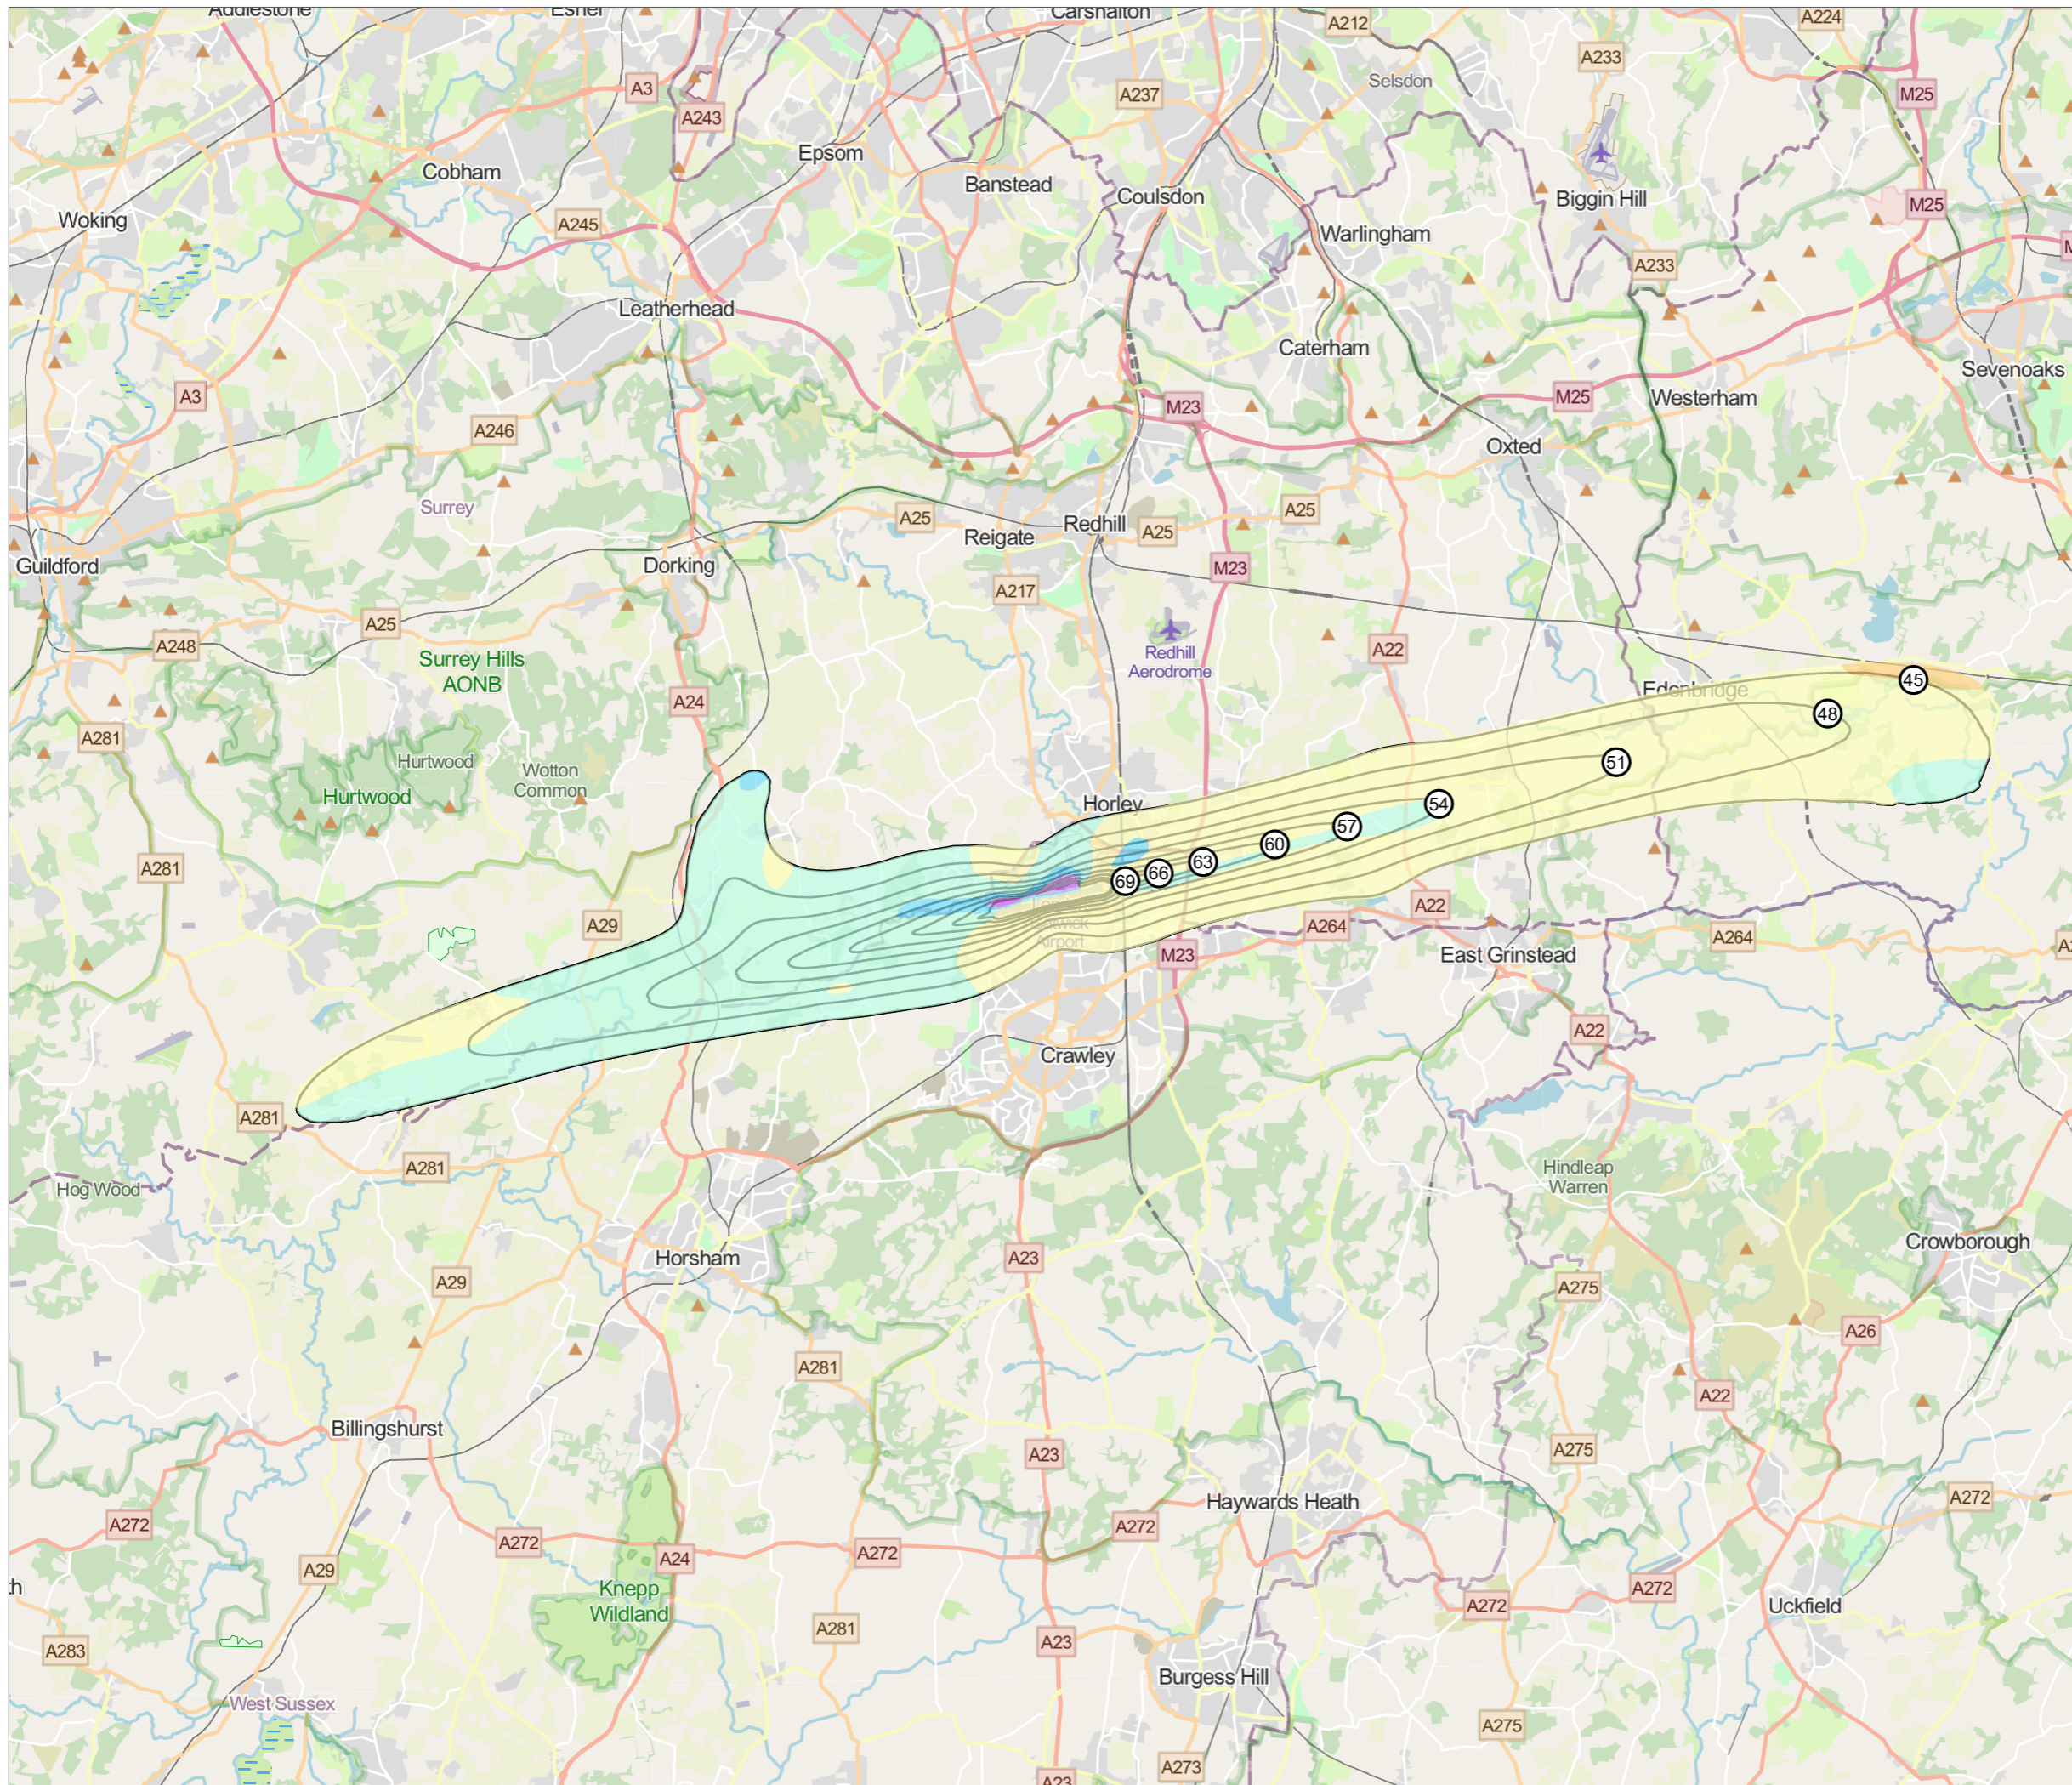 Addlestone
Esher
Carshalton
A212
A224
A233
Selsdon
A3
A237
M25
A243
Cobham
Epsom
Banstead
Coulsdon
Biggin Hill
M25
Woking
A245
Warlingham
A233
Leatherhead
Caterham
Sevenoaks
A3
M23
M25
Westerham
A246
Oxted
Surrey
A25
Reigate
Redhill
A25
A25
Guildford
Dorking
M23
A217
A25
A248
Redhill
Aerodrome
A22
Surrey Hills
AONB
A24
Edenbridge
45
48
A281
Hurtwood
Wotton
Common
51
Hurtwood
Horley
54
57
60
63
66
69
A281
A29
London
Gatwick
Airport
A22
A264
A264
M23
East Grinstead
A22
Crawley
A281
A281
Hog Wood
Hindleap
Warren
Horsham
A23
Crowborough
A29
A275
A26
A281
A22
Billingshurst
A23
A275
Haywards Heath
A272
A272
A272
A272
A24
A272
A29
Knepp
Wildland
A272
A272
Uckfield
A281
A283
A23
Burgess Hill
West Sussex
A275
A273
A23